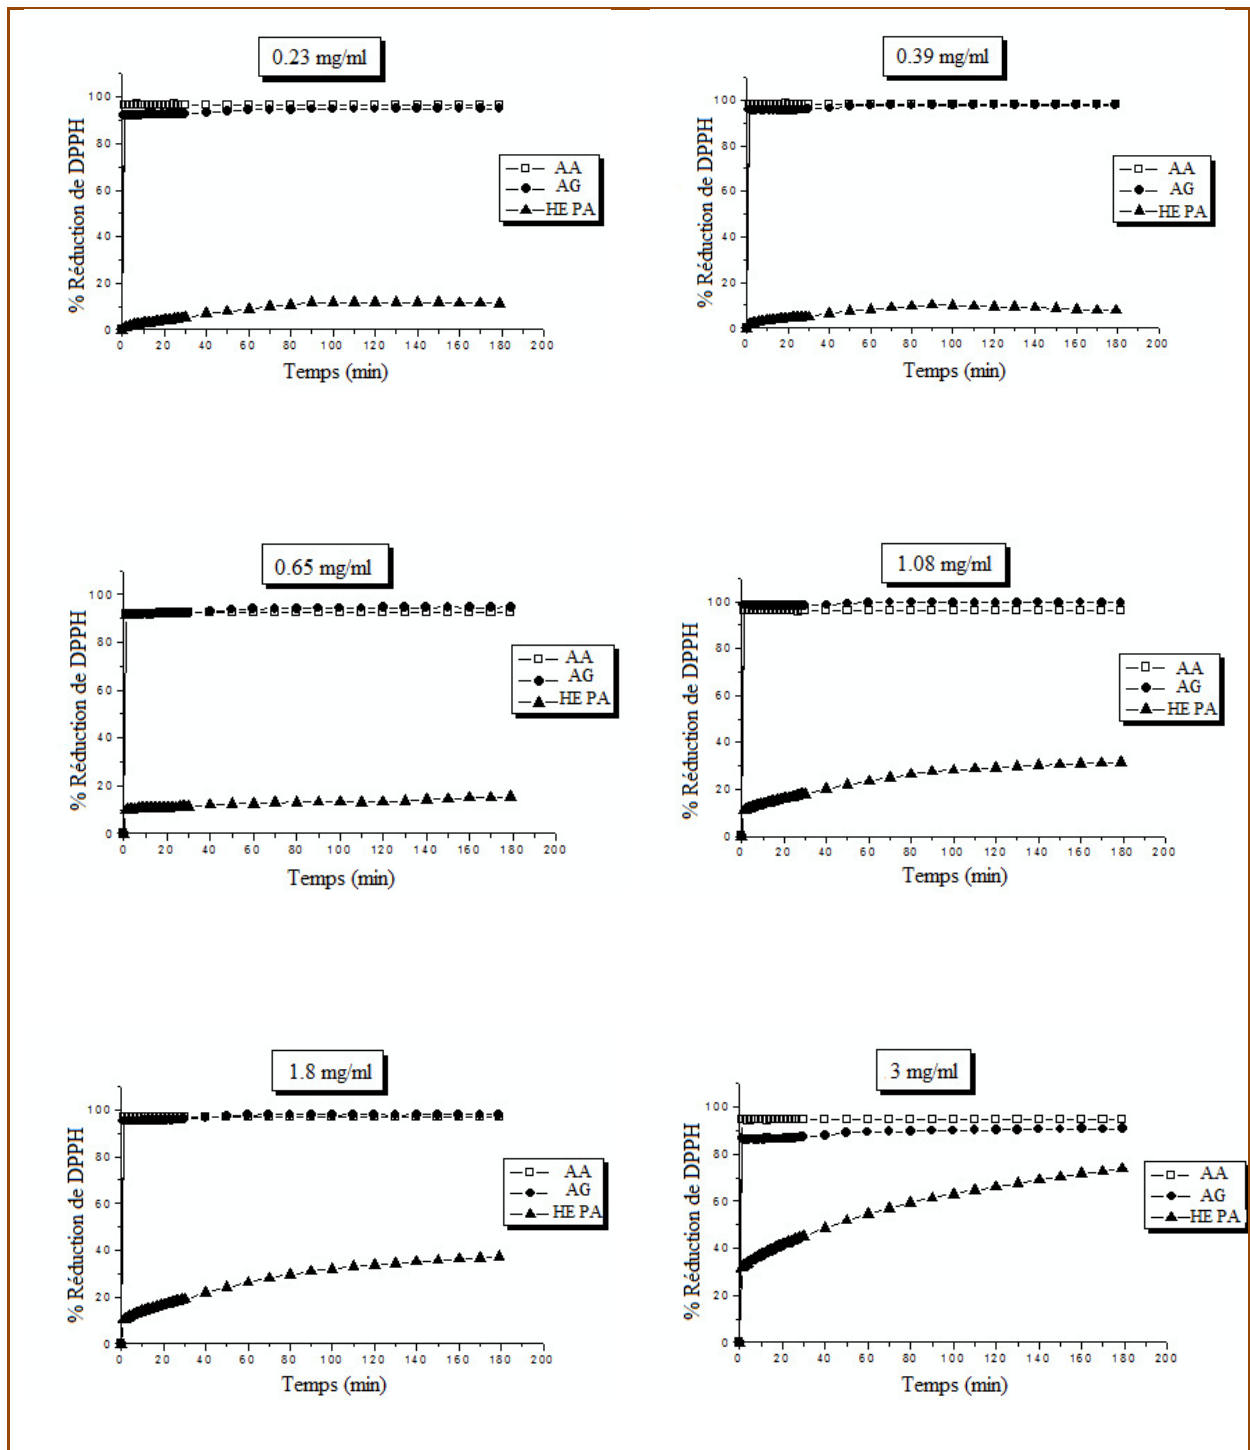 0.23 mg/ml
% Réduction de DPPH
100
80
60
40
20
0
0 20 40 60 80 100 120 140 160 180 200
Temps (min)
AA
AG
HE PA
0.39 mg/ml
% Réduction de DPPH
100
80
60
40
20
0
0 20 40 60 80 100 120 140 160 180 200
Temps (min)
AA
AG
HE PA
0.65 mg/ml
% Réduction de DPPH
100
80
60
40
20
0
0 20 40 60 80 100 120 140 160 180 200
Temps (min)
AA
AG
HE PA
1.08 mg/ml
% Réduction de DPPH
100
80
60
40
20
0
0 20 40 60 80 100 120 140 160 180 200
Temps (min)
AA
AG
HE PA
1.8 mg/ml
% Réduction de DPPH
100
80
60
40
20
0
0 20 40 60 80 100 120 140 160 180 200
Temps (min)
AA
AG
HE PA
3 mg/ml
% Réduction de DPPH
100
80
60
40
20
0
0 20 40 60 80 100 120 140 160 180 200
Temps (min)
AA
AG
HE PA